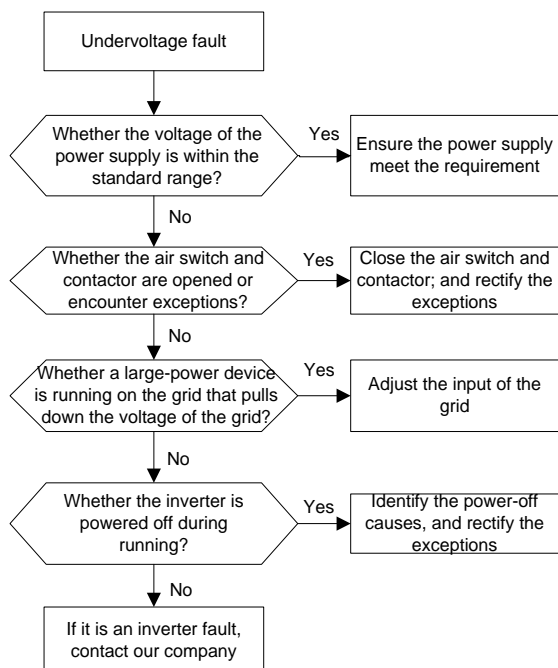 Undervoltage fault
Whether the voltage of the
power supply is within the
standard range?
Yes
Ensure the power supply
meet the requirement
No
Whether the air switch and
contactor are opened or
encounter exceptions?
Yes
Close the air switch and
contactor; and rectify the
exceptions
No
Whether a large-power device
is running on the grid that pulls
down the voltage of the grid?
Yes
Adjust the input of the
grid
No
Whether the inverter is
powered off during
running?
Yes
Identify the power-off
causes, and rectify the
exceptions
No
If it is an inverter fault,
contact our company